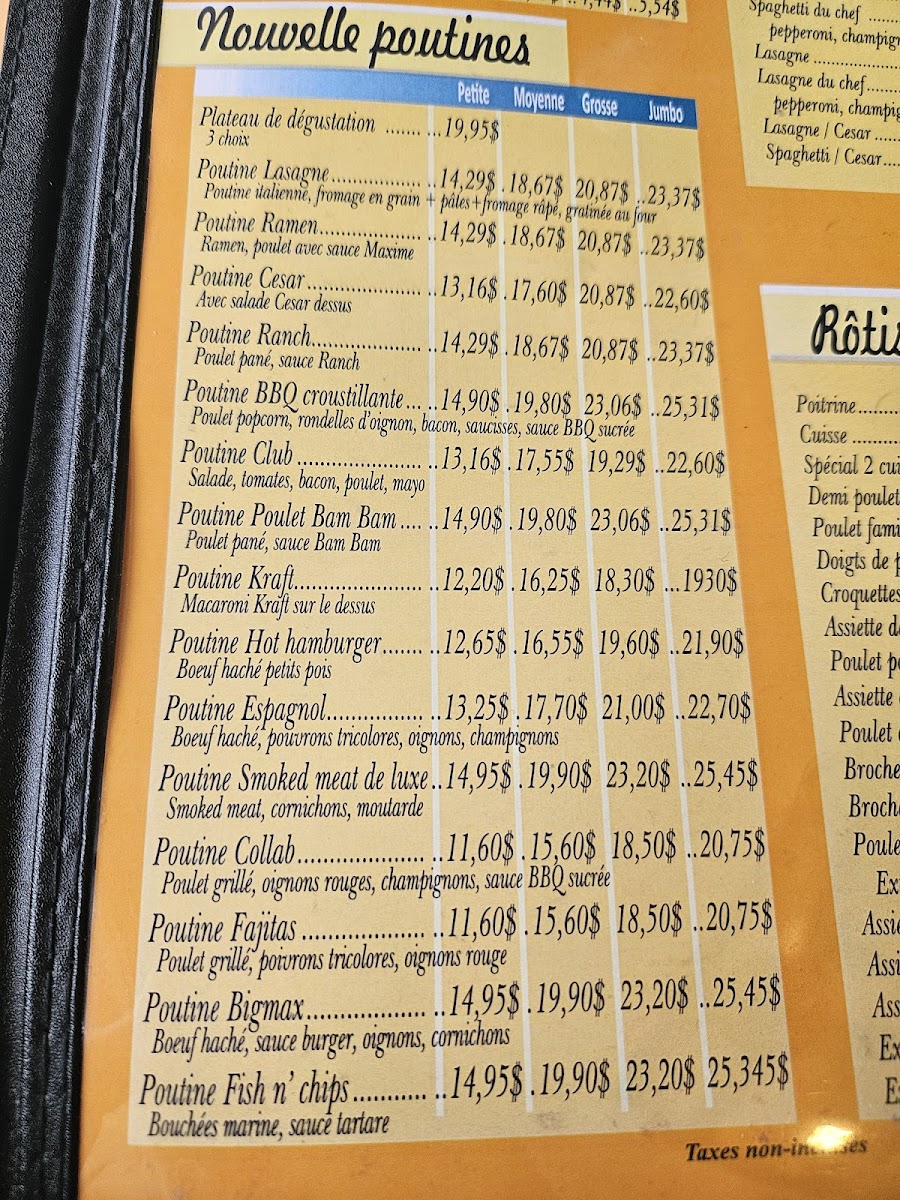 5,54$
Nouvelle poutines
Petite Moyenne Grosse Jumbo
Plateau de dégustation ....... ...19,95$
3 choix
Poutine Lasagne................. ..14,29$ .18,67$ 20,87$ ..23,37$
Poutine italienne, fromage en grain + pâtes+fromage râpé, gratinée au four
Poutine Ramen................... ..14,29$ .18,67$ 20,87$ ..23,37$
Ramen, poulet avec sauce Maxime
Poutine Cesar..................... ..13,16$ .17,60$ 20,87$ ..22,60$
Avec salade Cesar dessus
Poutine Ranch.................... ..14,29$ .18,67$ 20,87$ ..23,37$
Poulet pané, sauce Ranch
Poutine BBQ croustillante... ..14,90$ .19,80$ 23,06$ ..25,31$
Poulet popcorn, rondelles d'oignon, bacon, saucisses, sauce BBQ sucrée
Poutine Club ....................... ..13,16$ .17,55$ 19,29$ ..22,60$
Salade, tomates, bacon, poulet, mayo
Poutine Poulet Bam Bam.... ..14,90$ .19,80$ 23,06$ ..25,31$
Poulet pané, sauce Bam Bam
Poutine Kraft....................... ..12,20$ .16,25$ 18,30$ ...1930$
Macaroni Kraft sur le dessus
Poutine Hot hamburger....... ..12,65$ .16,55$ 19,60$ ..21,90$
Boeuf haché petits pois
Poutine Espagnol................. ..13,25$ .17,70$ 21,00$ ..22,70$
Boeuf haché, pouvrons tricolores, oignons, champignons
Poutine Smoked meat de luxe..14,95$ .19,90$ 23,20$ ..25,45$
Smoked meat, cornichons, moutarde
Poutine Collab..................... ..11,60$ .15,60$ 18,50$ ..20,75$
Poulet grillé, oignons rouges, champignons, sauce BBQ sucrée
Poutine Fajitas .................... ..11,60$ .15,60$ 18,50$ ..20,75$
Poulet grillé, poivrons tricolores, oignons rouge
Poutine Bigmax.................... ..14,95$ .19,90$ 23,20$ ..25,45$
Boeuf haché, sauce burger, oignons, cornichons
Poutine Fish n' chips............ ..14,95$ .19,90$ 23,20$ 25,345$
Bouchées marine, sauce tartare
Taxes non-
Spaghetti du chef
pepperoni,
Lasagne
Lasagne du chef
pepperoni,
Lasagne / Cesar
Spaghetti / Cesar
Poitrine
Cuisse
Spécial 2
Demi poulet
Poulet
Doigts de
Croquettes
Assiette
Poulet
Assiette
Poulet